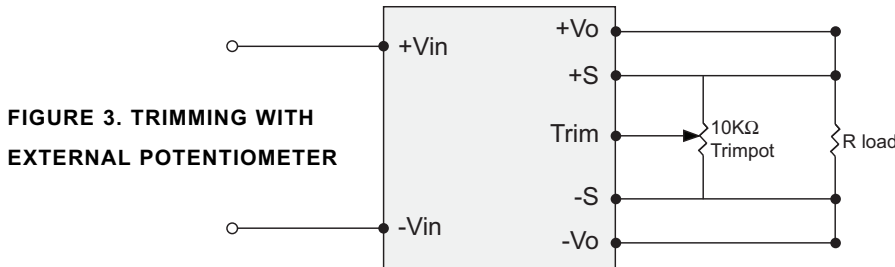 +Vo
+Vin
+S
FIGURE 3. TRIMMING WITH
EXTERNAL POTENTIOMETER
Trim
10KΩ
Trimpot
R load
-S
-Vin
-Vo